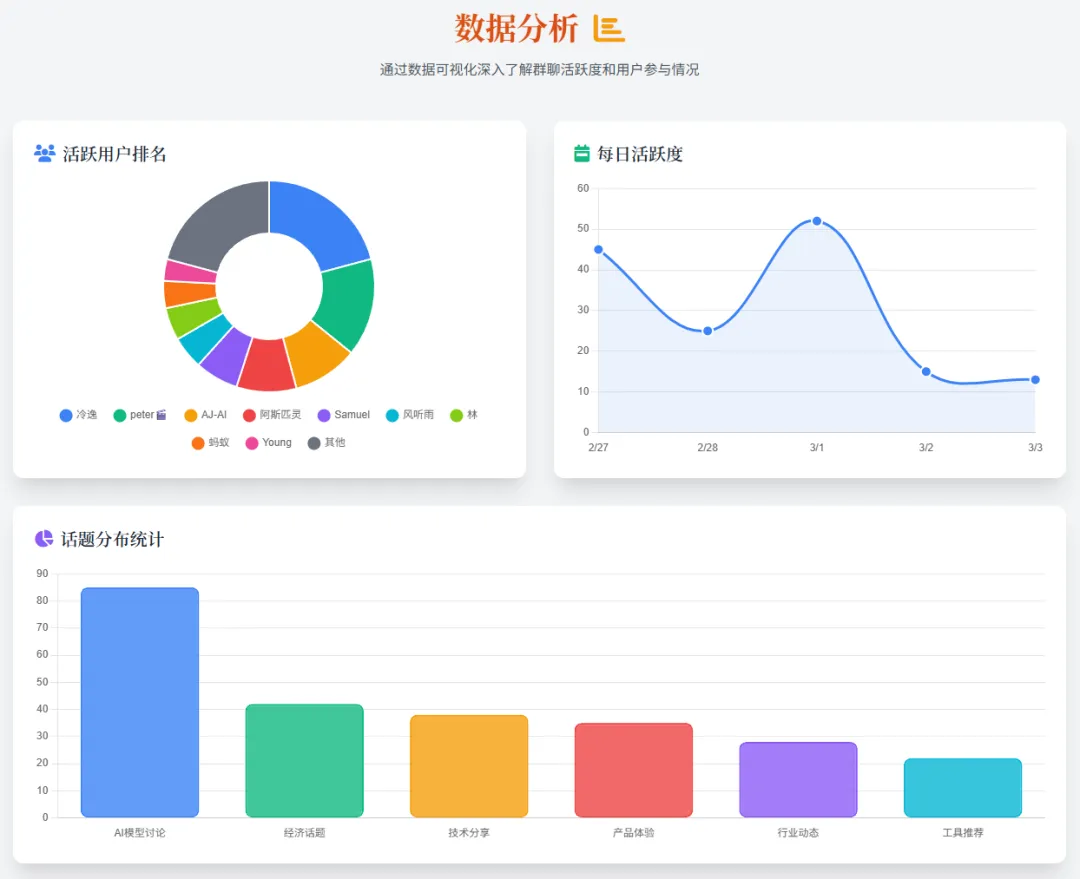 数据分析
通过数据可视化深入了解群聊活跃度和用户参与情况
活跃用户排名
冷逸 peter🎬 AJ-AI 阿斯匹灵 Samuel 风听雨 林
蚂蚁 Young 其他
每日活跃度
60
50
40
30
20
10
0
2/27 2/28 3/1 3/2 3/3
话题分布统计
90
80
70
60
50
40
30
20
10
0
AI模型讨论 经济话题 技术分享 产品体验 行业动态 工具推荐